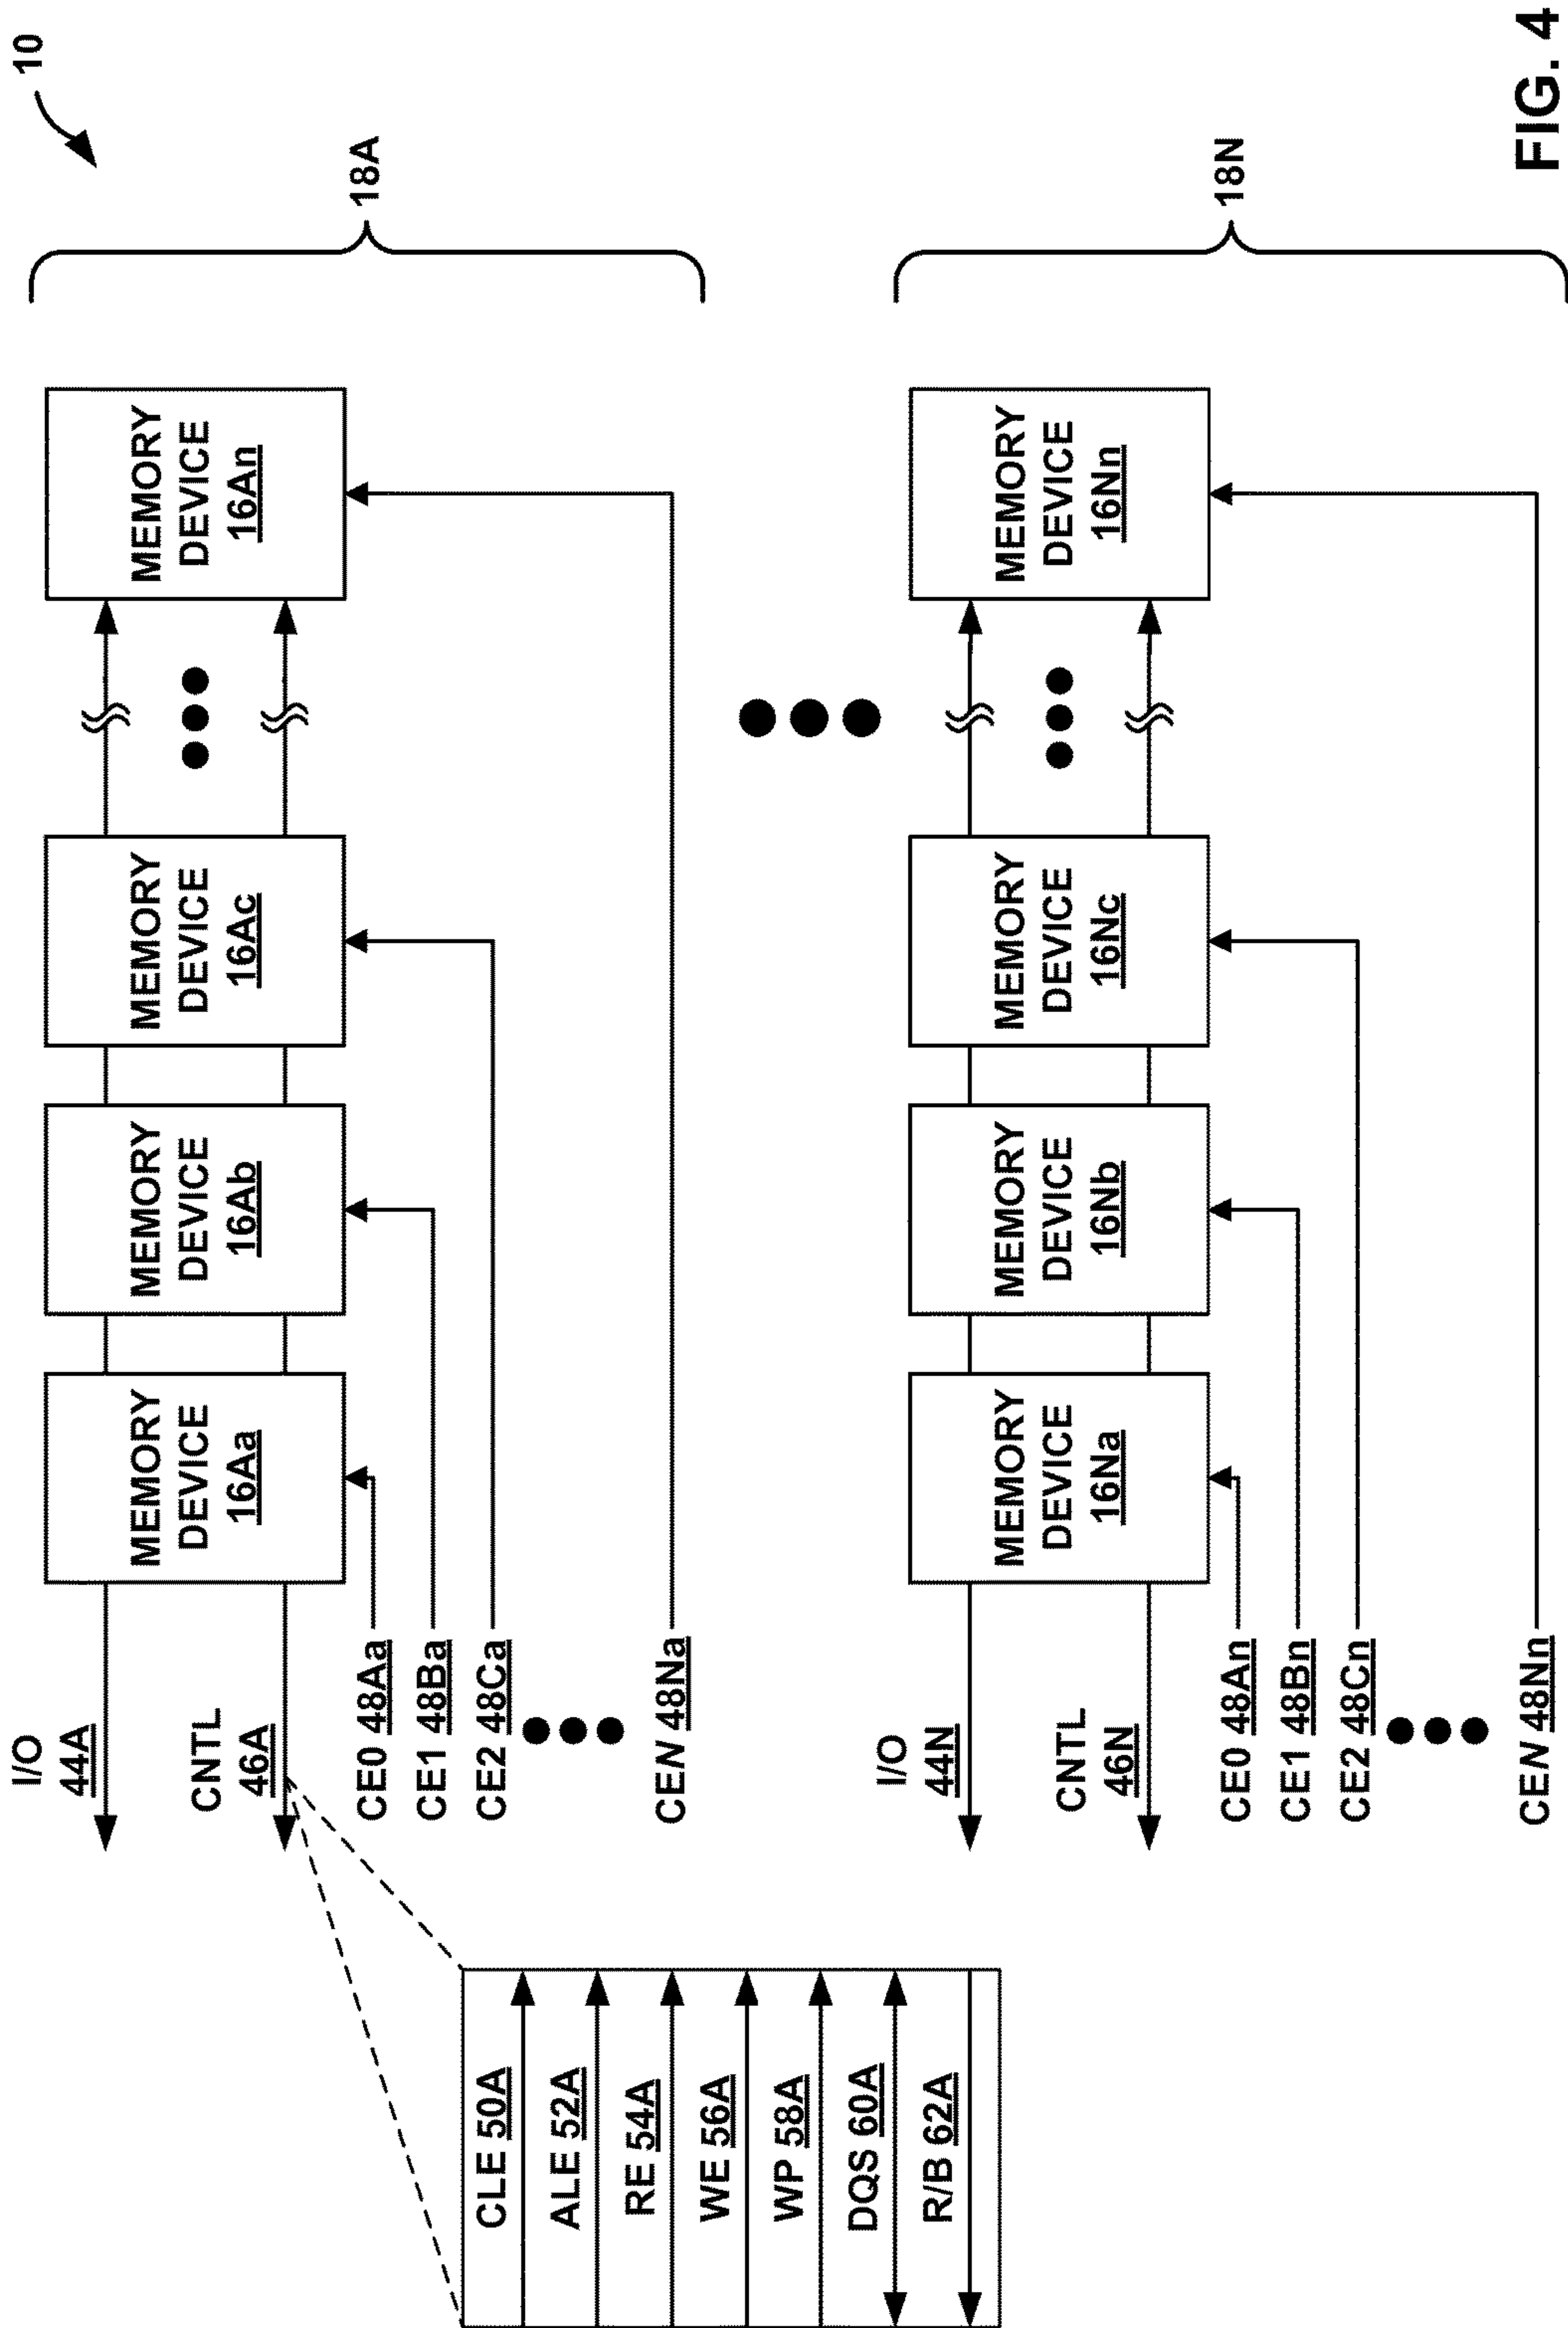 10
I/O
44A
MEMORY
DEVICE
16Aa
MEMORY
DEVICE
16Ab
MEMORY
DEVICE
16Ac
MEMORY
DEVICE
16An
CNTL
46A
18A
CE0 48Aa
CE1 48Ba
CE2 48Ca
CEN 48Na
CLE 50A
ALE 52A
RE 54A
WE 56A
WP 58A
DQS 60A
R/B 62A
I/O
44N
MEMORY
DEVICE
16Na
MEMORY
DEVICE
16Nb
MEMORY
DEVICE
16Nc
MEMORY
DEVICE
16Nn
CNTL
46N
18N
CE0 48An
CE1 48Bn
CE2 48Cn
CEN 48Nn
FIG. 4